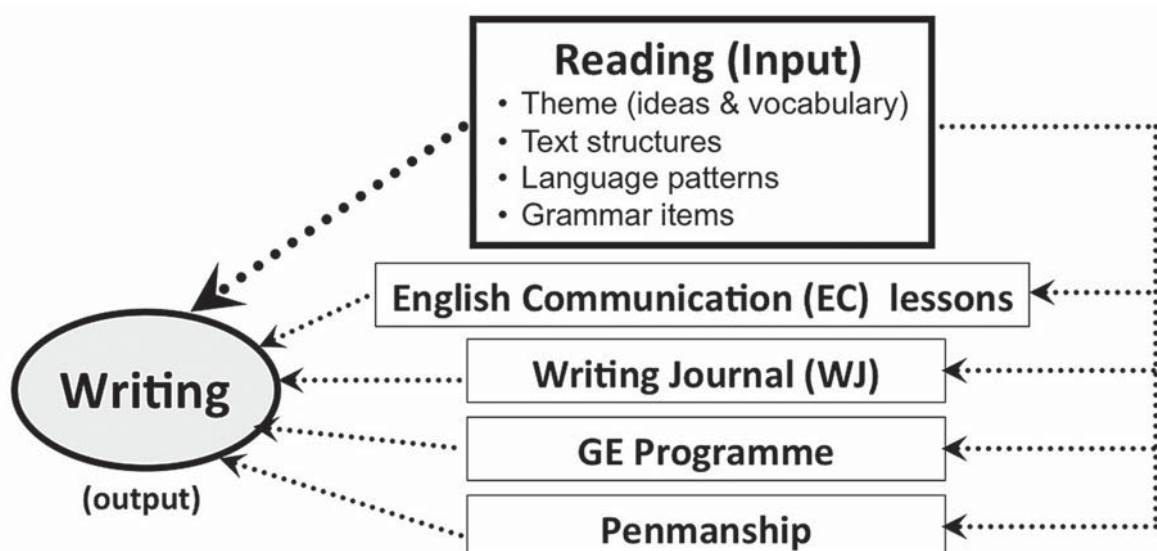 Reading (Input)
• Theme (ideas & vocabulary)
• Text structures
• Language patterns
• Grammar items
English Communication (EC) lessons
Writing Journal (WJ)
GE Programme
Penmanship
Writing
(output)